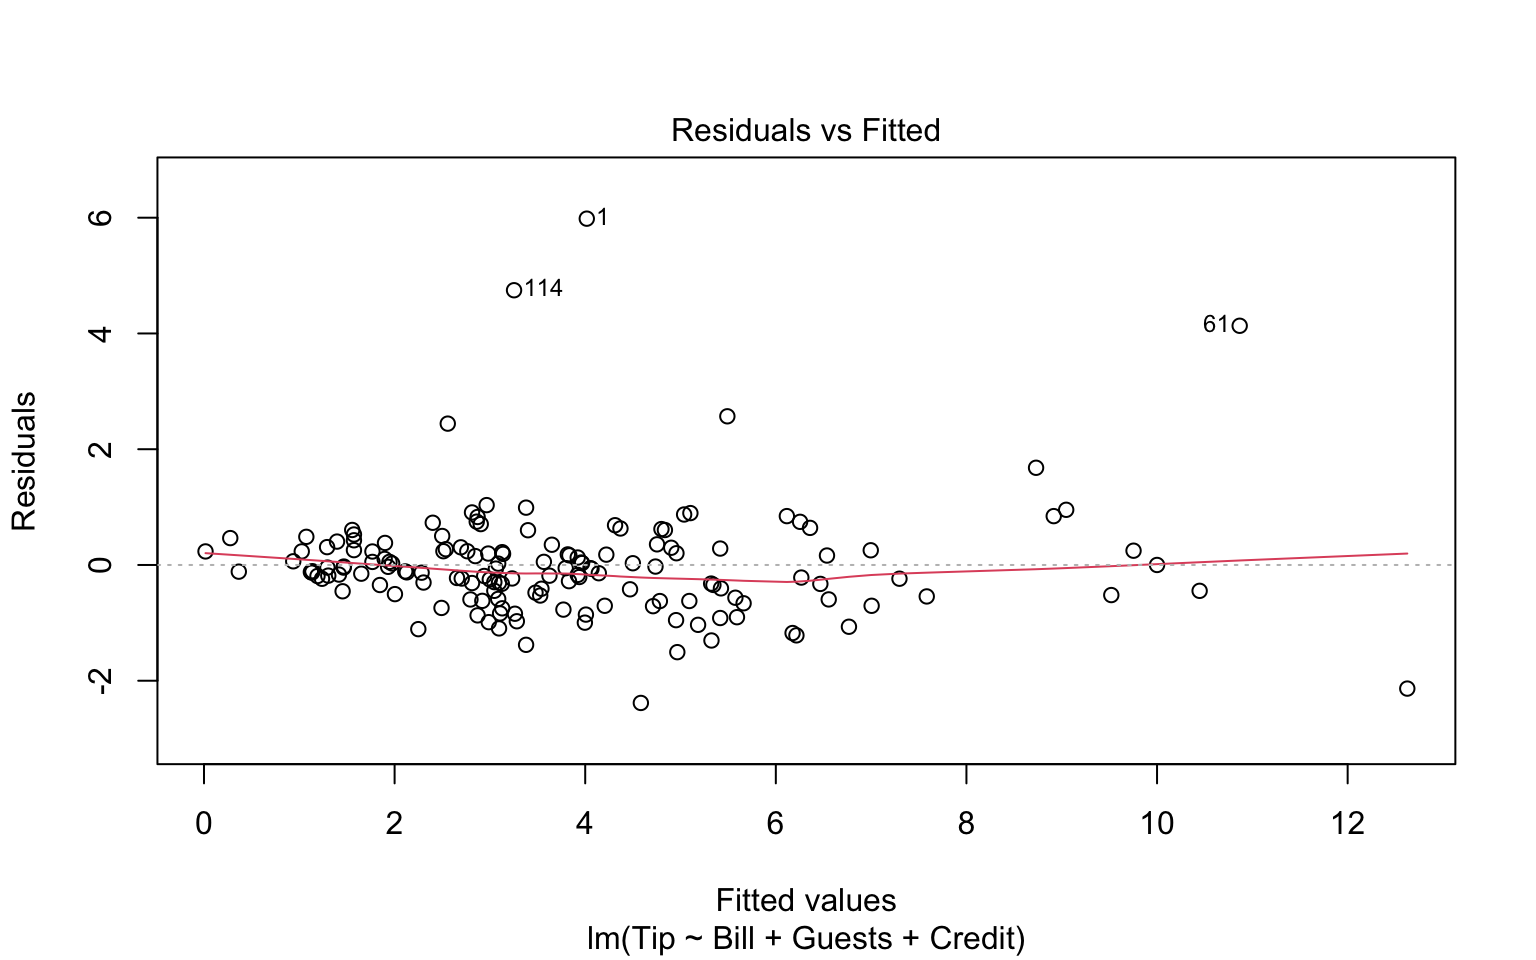 Residuals vs Fitted
Residuals
6
4
2
0
-2
1
114
61
0 2 4 6 8 10 12
Fitted values
lm(Tip ~ Bill + Guests + Credit)